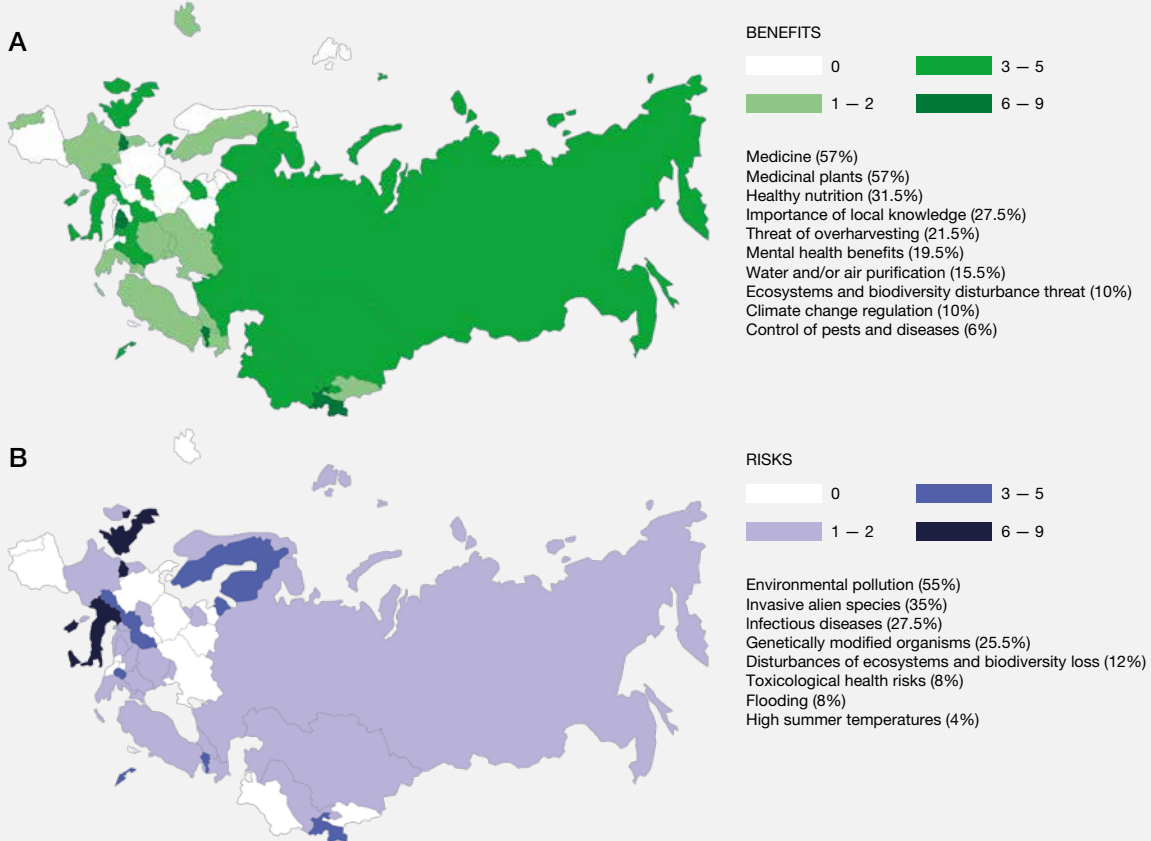 A
BENEFITS
0
3 — 5
1 — 2
6 — 9
Medicine (57%)
Medicinal plants (57%)
Healthy nutrition (31.5%)
Importance of local knowledge (27.5%)
Threat of overharvesting (21.5%)
Mental health benefits (19.5%)
Water and/or air purification (15.5%)
Ecosystems and biodiversity disturbance threat (10%)
Climate change regulation (10%)
Control of pests and diseases (6%)
B
RISKS
0
3 — 5
1 — 2
6 — 9
Environmental pollution (55%)
Invasive alien species (35%)
Infectious diseases (27.5%)
Genetically modified organisms (25.5%)
Disturbances of ecosystems and biodiversity loss (12%)
Toxicological health risks (8%)
Flooding (8%)
High summer temperatures (4%)